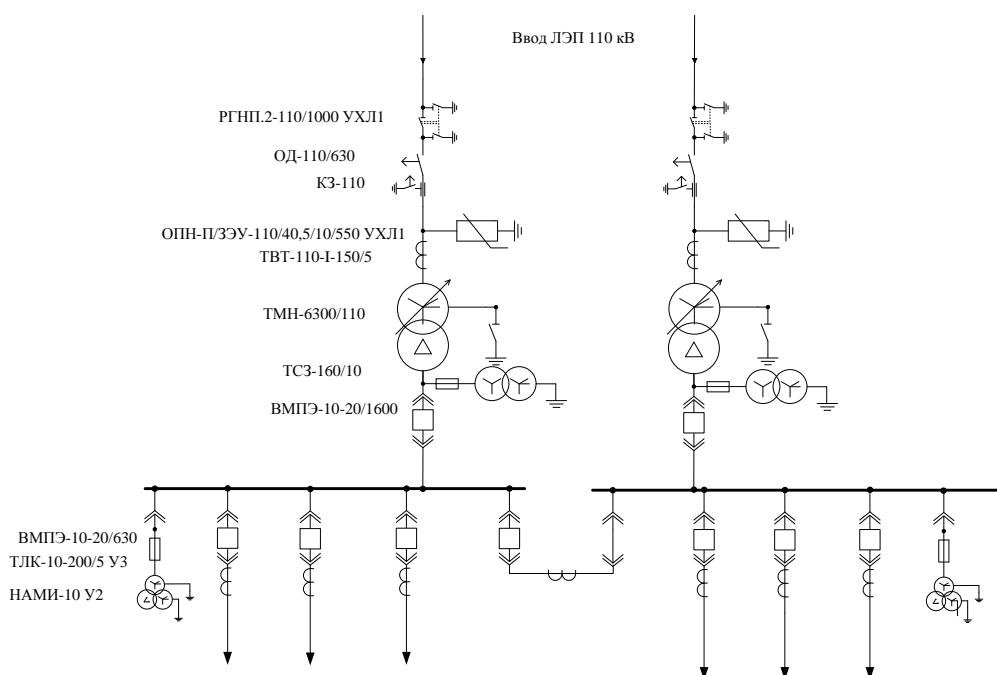 Ввод ЛЭП 110 кВ
РГНП.2-110/1000 УХЛ1
ОД-110/630
КЗ-110
ОПН-П/ЗЭУ-110/40,5/10/550 УХЛ1
ТВТ-110-I-150/5
ТМН-6300/110
ТСЗ-160/10
ВМПЭ-10-20/1600
ВМПЭ-10-20/630
ТЛК-10-200/5 У3
НАМИ-10 У2